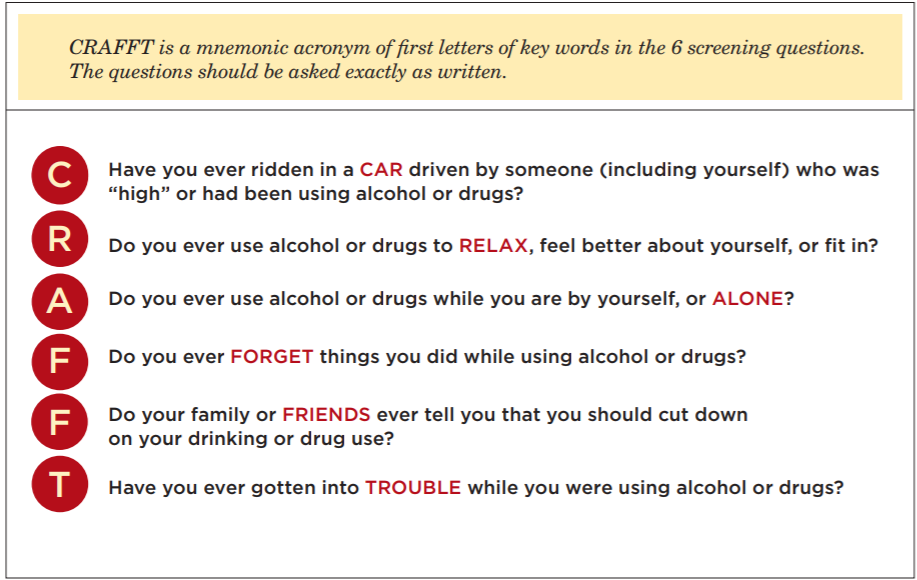 CRAFFT is a mnemonic acronym of first letters of key words in the 6 screening questions.
The questions should be asked exactly as written.
C
Have you ever ridden in a CAR driven by someone (including yourself) who was
“high” or had been using alcohol or drugs?
R
Do you ever use alcohol or drugs to RELAX, feel better about yourself, or fit in?
A
Do you ever use alcohol or drugs while you are by yourself, or ALONE?
F
Do you ever FORGET things you did while using alcohol or drugs?
F
Do your family or FRIENDS ever tell you that you should cut down
on your drinking or drug use?
T
Have you ever gotten into TROUBLE while you were using alcohol or drugs?